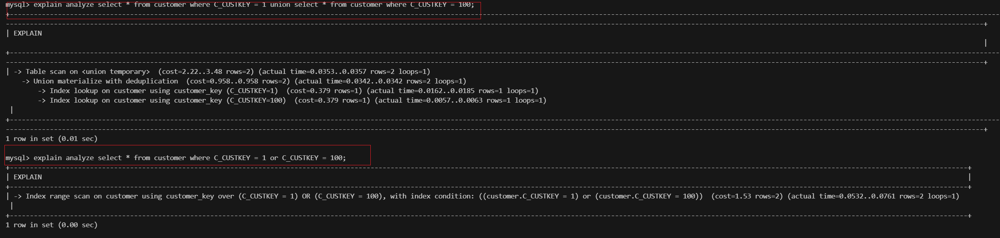 mysql> explain analyze select * from customer where C_CUSTKEY = 1 union select * from customer where C_CUSTKEY = 100;
| EXPLAIN
|
| -> Table scan on <union temporary>  (cost=2.22..3.48 rows=2) (actual time=0.0353..0.0357 rows=2 loops=1)
    -> Union materialize with deduplication  (cost=0.958..0.958 rows=2) (actual time=0.0342..0.0342 rows=2 loops=1)
        -> Index lookup on customer using customer_key (C_CUSTKEY=1)  (cost=0.379 rows=1) (actual time=0.0162..0.0185 rows=1 loops=1)
        -> Index lookup on customer using customer_key (C_CUSTKEY=100)  (cost=0.379 rows=1) (actual time=0.0057..0.0063 rows=1 loops=1)
 |
1 row in set (0.01 sec)
mysql> explain analyze select * from customer where C_CUSTKEY = 1 or C_CUSTKEY = 100;
| EXPLAIN |
| -> Index range scan on customer using customer_key over (C_CUSTKEY = 1) OR (C_CUSTKEY = 100), with index condition: ((customer.C_CUSTKEY = 1) or (customer.C_CUSTKEY = 100))  (cost=1.53 rows=2) (actual time=0.0532..0.0761 rows=2 loops=1)
 |
1 row in set (0.00 sec)